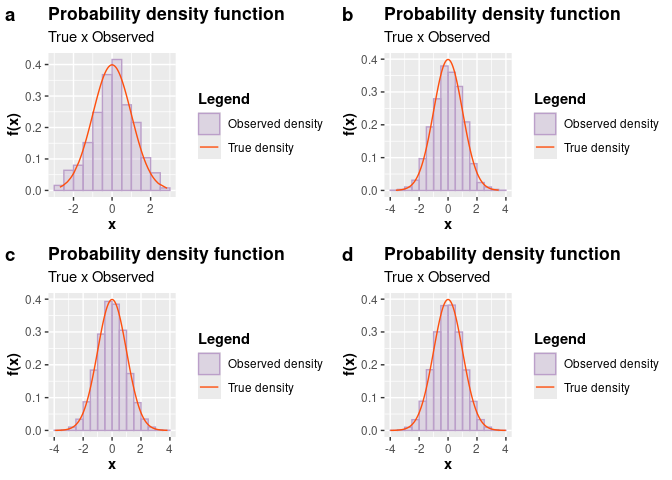 a
Probability density function
True x Observed
f(x)
0.4
0.3
0.2
0.1
0.0
-2 0 2
x
Legend
Observed density
True density
b
Probability density function
True x Observed
f(x)
0.4
0.3
0.2
0.1
0.0
-4 -2 0 2 4
x
Legend
Observed density
True density
c
Probability density function
True x Observed
f(x)
0.4
0.3
0.2
0.1
0.0
-4 -2 0 2 4
x
Legend
Observed density
True density
d
Probability density function
True x Observed
f(x)
0.4
0.3
0.2
0.1
0.0
-4 -2 0 2 4
x
Legend
Observed density
True density